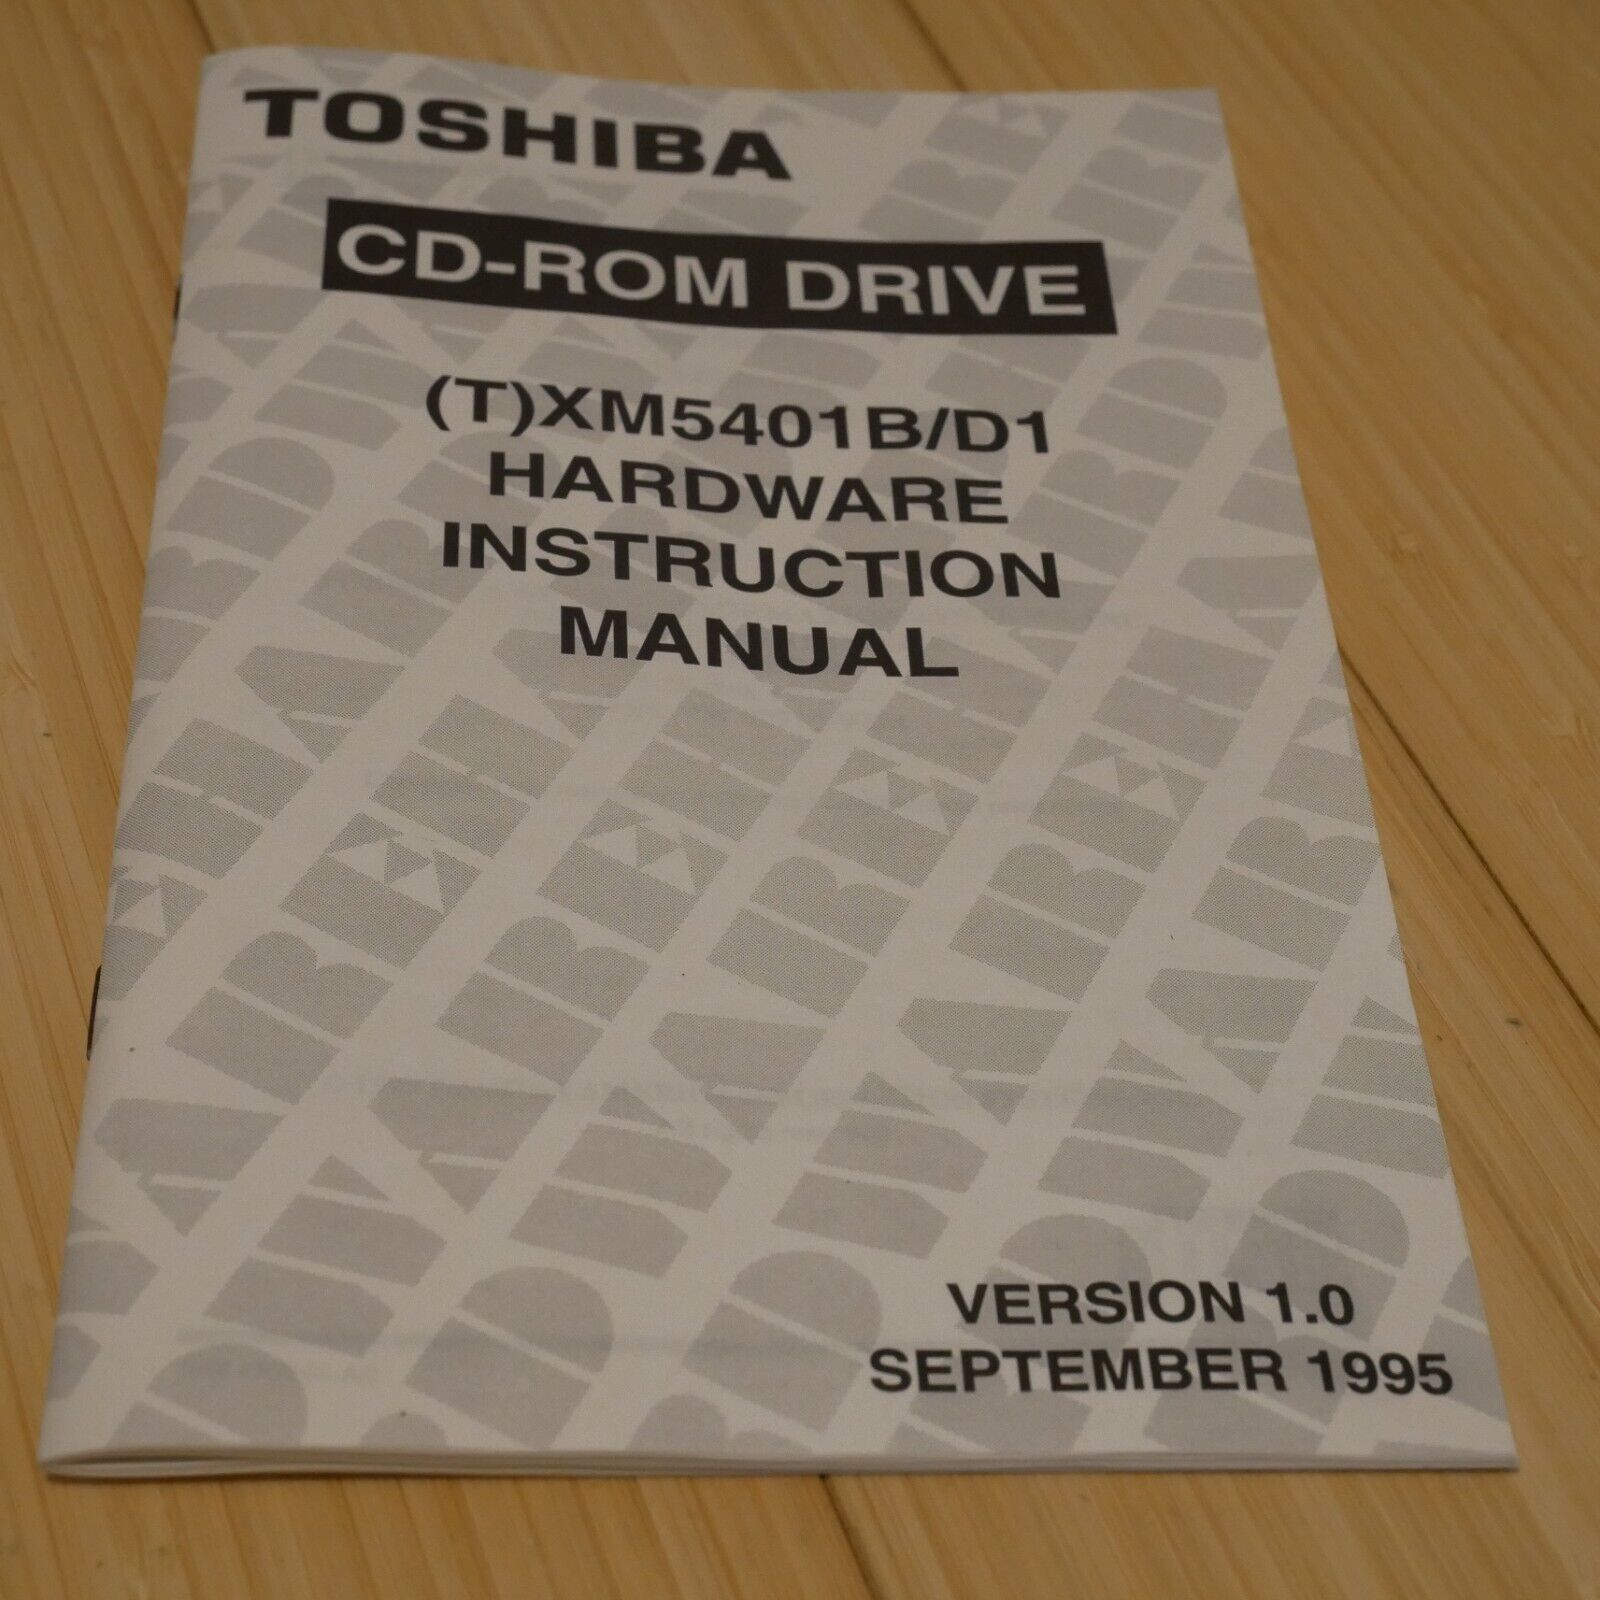 TOSHIBA
CD-ROM DRIVE
(T)XM5401B/D1
HARDWARE
INSTRUCTION
MANUAL
VERSION 1.0
SEPTEMBER 1995